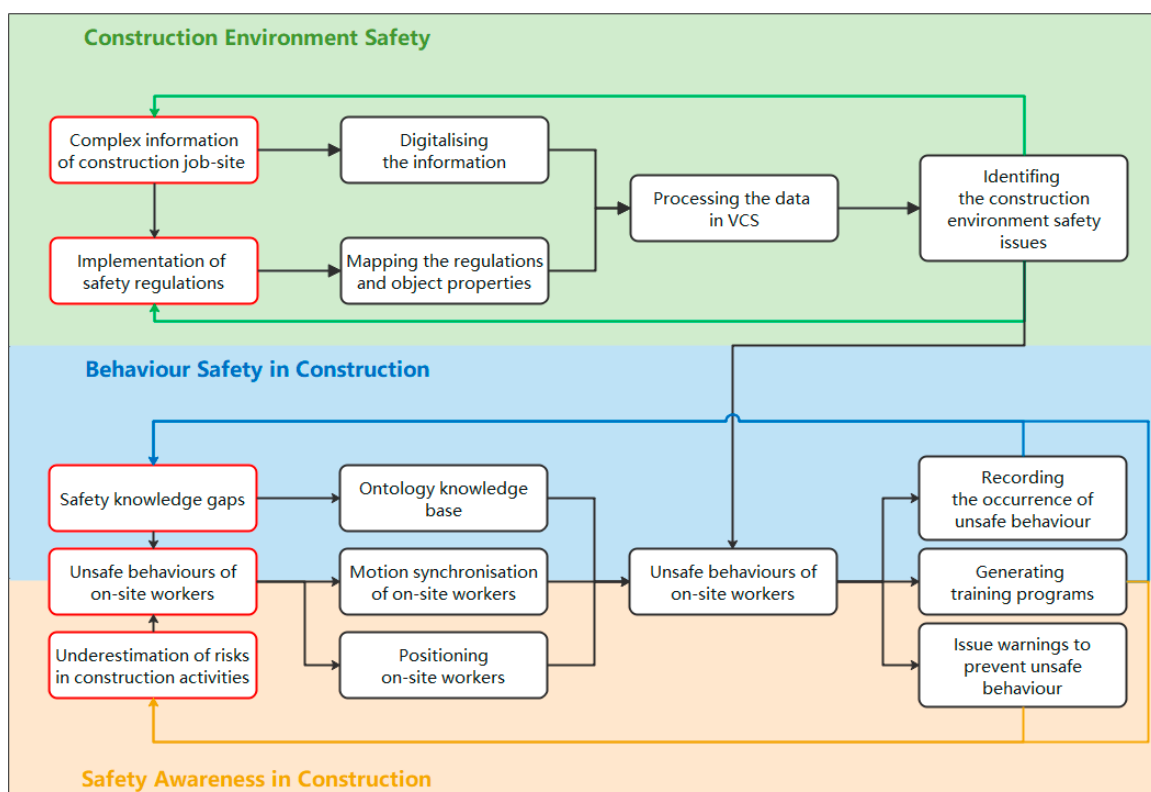 Construction Environment Safety
Complex information
of construction job-site
Digitalising
the information
Identifing
the construction
environment safety
issues
Processing the data
in VCS
Implementation of
safety regulations
Mapping the regulations
and object properties
Behaviour Safety in Construction
Safety knowledge gaps
Ontology knowledge
base
Recording
the occurrence of
unsafe behaviour
Unsafe behaviours of
on-site workers
Motion synchronisation
of on-site workers
Unsafe behaviours of
on-site workers
Generating
training programs
Underestimation of risks
in construction activities
Positioning
on-site workers
Issue warnings to
prevent unsafe
behaviour
Safety Awareness in Construction